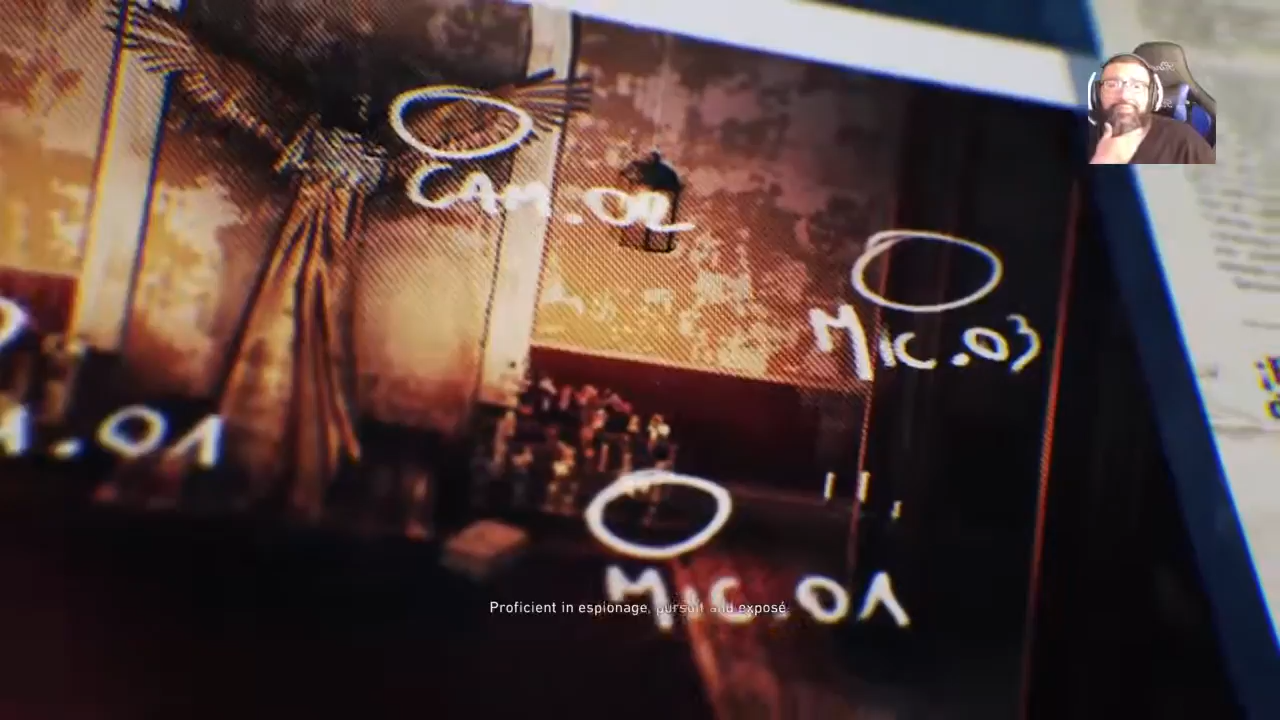 CAM.02
MIC.03
.01
MIC.01
Proficient in espionage, pursuit and exposé.